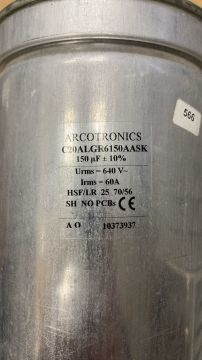 566
ARCOTRONICS
C20ALGR6150AASK
150 µF ± 10%
Urms = 640 V~
Irms = 60A
HSF/LR 25 70/56
SH NO PCBs CE
A O 10373937